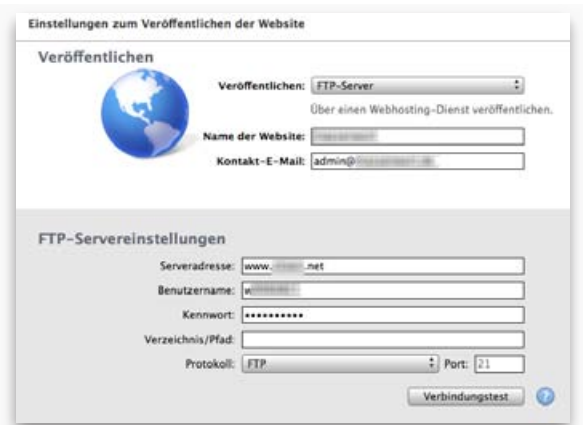 Einstellungen zum Veröffentlichen der Website
Veröffentlichen
Veröffentlichen: FTP-Server
Über einen Webhosting-Dienst veröffentlichen.
Name der Website:
Kontakt-E-Mail: admin@
FTP-Servereinstellungen
Serveradresse: www. .net
Benutzername: w
Kennwort: ••••••••••
Verzeichnis/Pfad:
Protokoll: FTP Port: 21
Verbindungstest ?